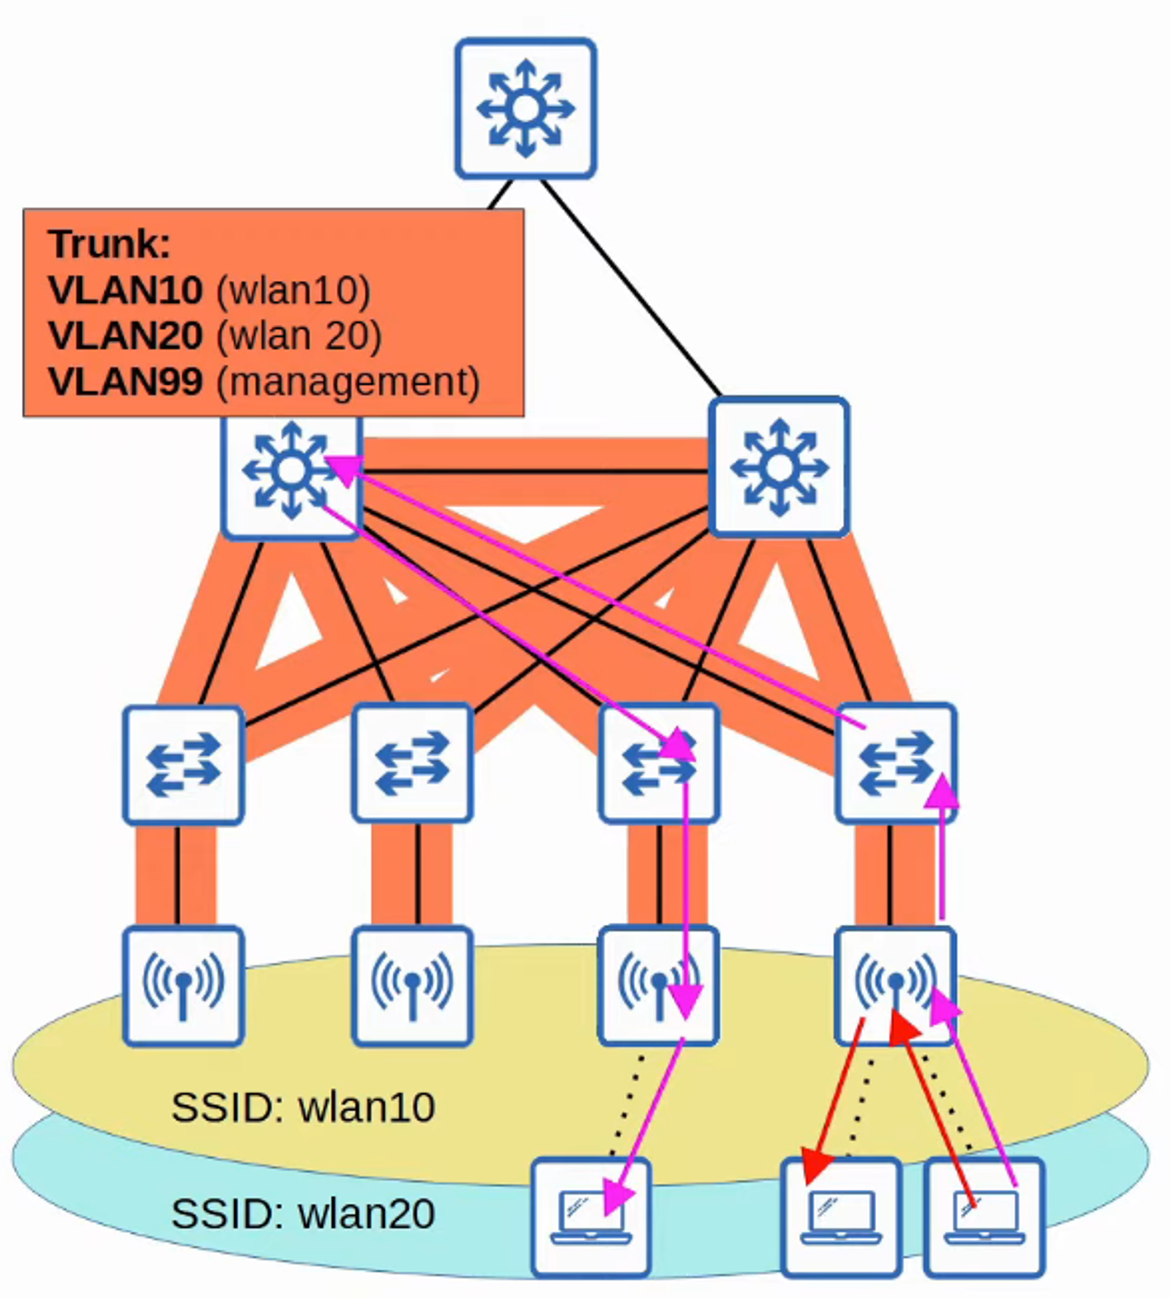 Trunk:
VLAN10 (wlan10)
VLAN20 (wlan 20)
VLAN99 (management)
SSID: wlan10
SSID: wlan20